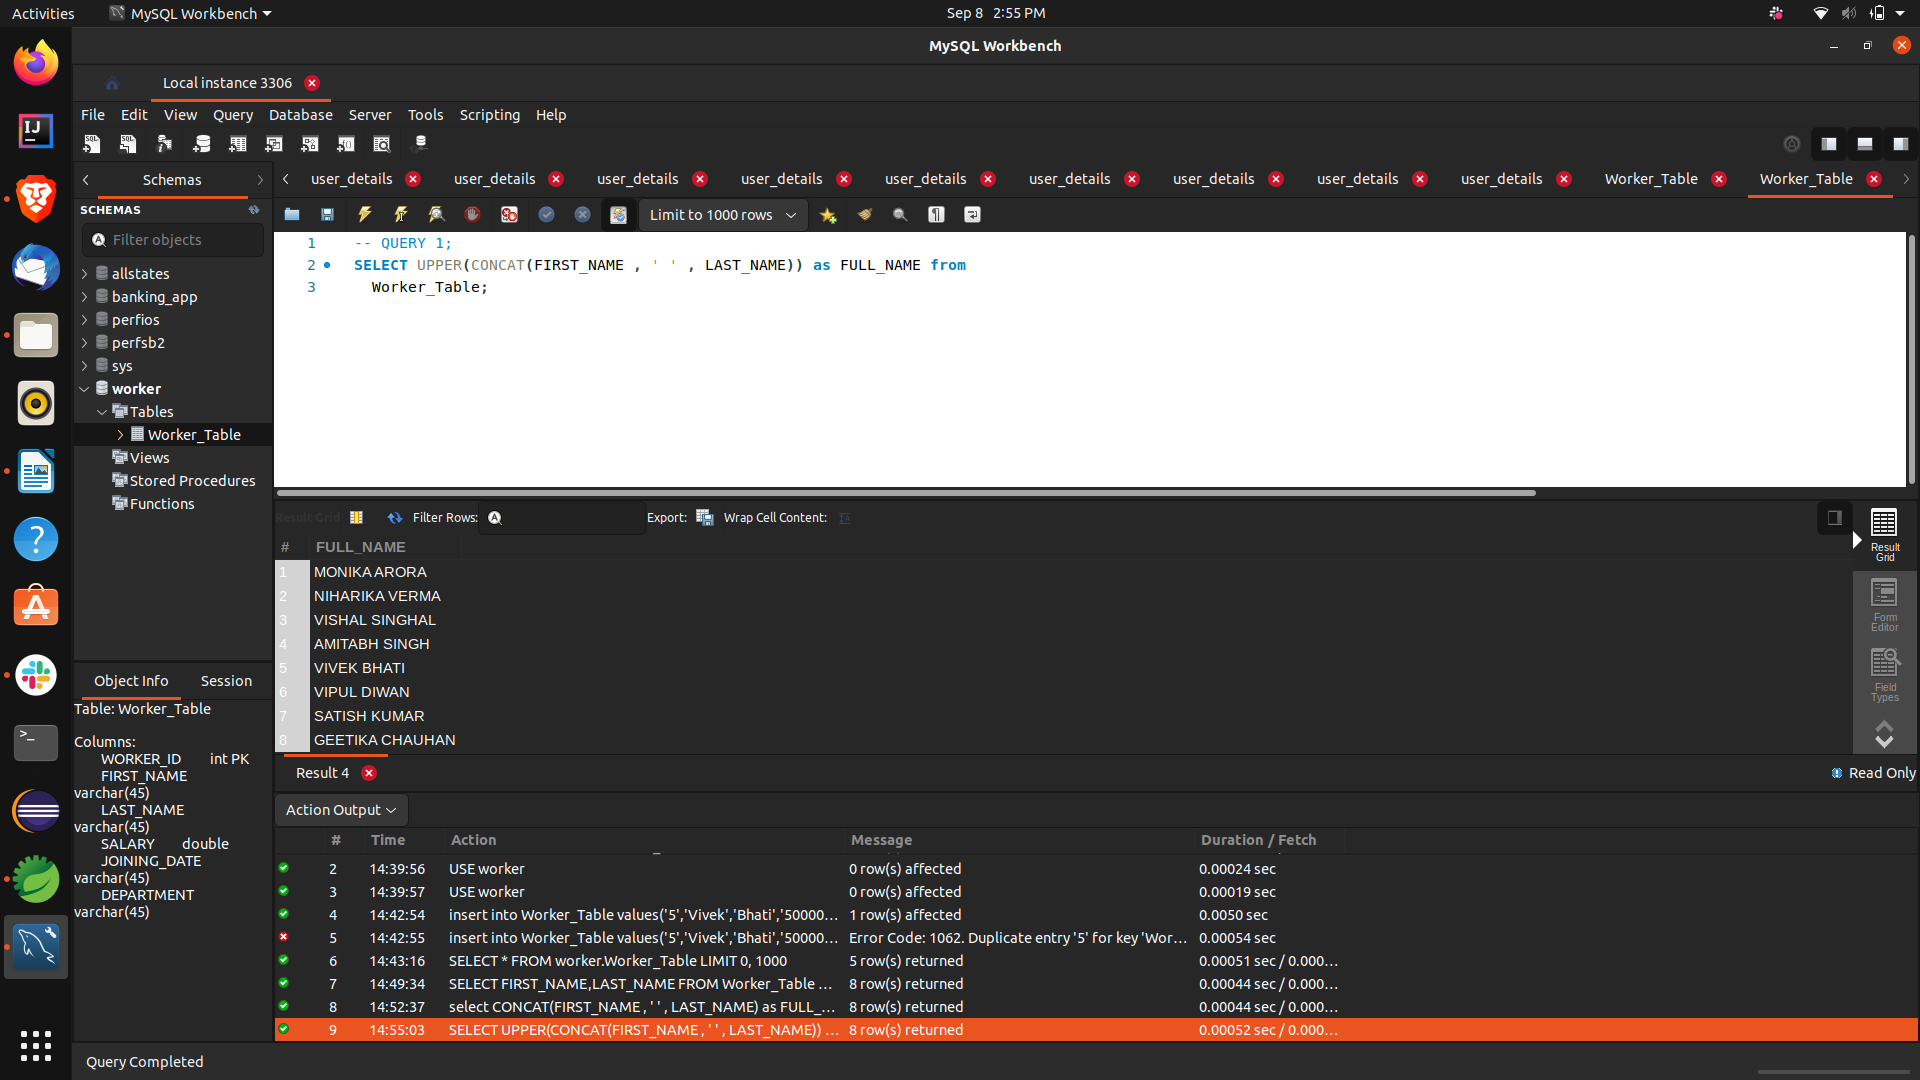 Activities MySQL Workbench Sep 8 2:55 PM
MySQL Workbench
Local instance 3306
File Edit View Query Database Server Tools Scripting Help
Schemas
user_details user_details user_details user_details user_details user_details user_details user_details user_details Worker_Table Worker_Table
SCHEMAS
Limit to 1000 rows
Filter objects
1 -- QUERY 1;
2 SELECT UPPER(CONCAT(FIRST_NAME , ' ' , LAST_NAME)) as FULL_NAME from
3 Worker_Table;
allstates
banking_app
perfios
perfsb2
sys
worker
Tables
Worker_Table
Views
Stored Procedures
Functions
Result Grid Filter Rows: Export: Wrap Cell Content:
# FULL_NAME
1 MONIKA ARORA
2 NIHARIKA VERMA
3 VISHAL SINGHAL
4 AMITABH SINGH
5 VIVEK BHATI
6 VIPUL DIWAN
7 SATISH KUMAR
8 GEETIKA CHAUHAN
Result
Grid
Form
Editor
Field
Types
Result 4 Read Only
Object Info Session
Table: Worker_Table
Columns:
WORKER_ID int PK
FIRST_NAME
varchar(45)
LAST_NAME
varchar(45)
SALARY double
JOINING_DATE
varchar(45)
DEPARTMENT
varchar(45)
Action Output
# Time Action Message Duration / Fetch
2 14:39:56 USE worker 0 row(s) affected 0.00024 sec
3 14:39:57 USE worker 0 row(s) affected 0.00019 sec
4 14:42:54 insert into Worker_Table values('5','Vivek','Bhati','50000... 1 row(s) affected 0.0050 sec
5 14:42:55 insert into Worker_Table values('5','Vivek','Bhati','50000... Error Code: 1062. Duplicate entry '5' for key 'Wor... 0.00054 sec
6 14:43:16 SELECT * FROM worker.Worker_Table LIMIT 0, 1000 5 row(s) returned 0.00051 sec / 0.000...
7 14:49:34 SELECT FIRST_NAME,LAST_NAME FROM Worker_Table ... 8 row(s) returned 0.00044 sec / 0.000...
8 14:52:37 select CONCAT(FIRST_NAME , ' ' , LAST_NAME) as FULL_... 8 row(s) returned 0.00044 sec / 0.000...
9 14:55:03 SELECT UPPER(CONCAT(FIRST_NAME , ' ' , LAST_NAME)) ... 8 row(s) returned 0.00052 sec / 0.000...
Query Completed